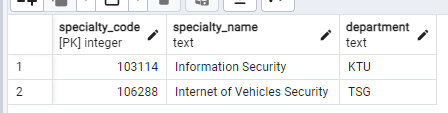 specialty_code specialty_name department
[PK] integer text text
1 103114 Information Security KTU
2 106288 Internet of Vehicles Security TSG